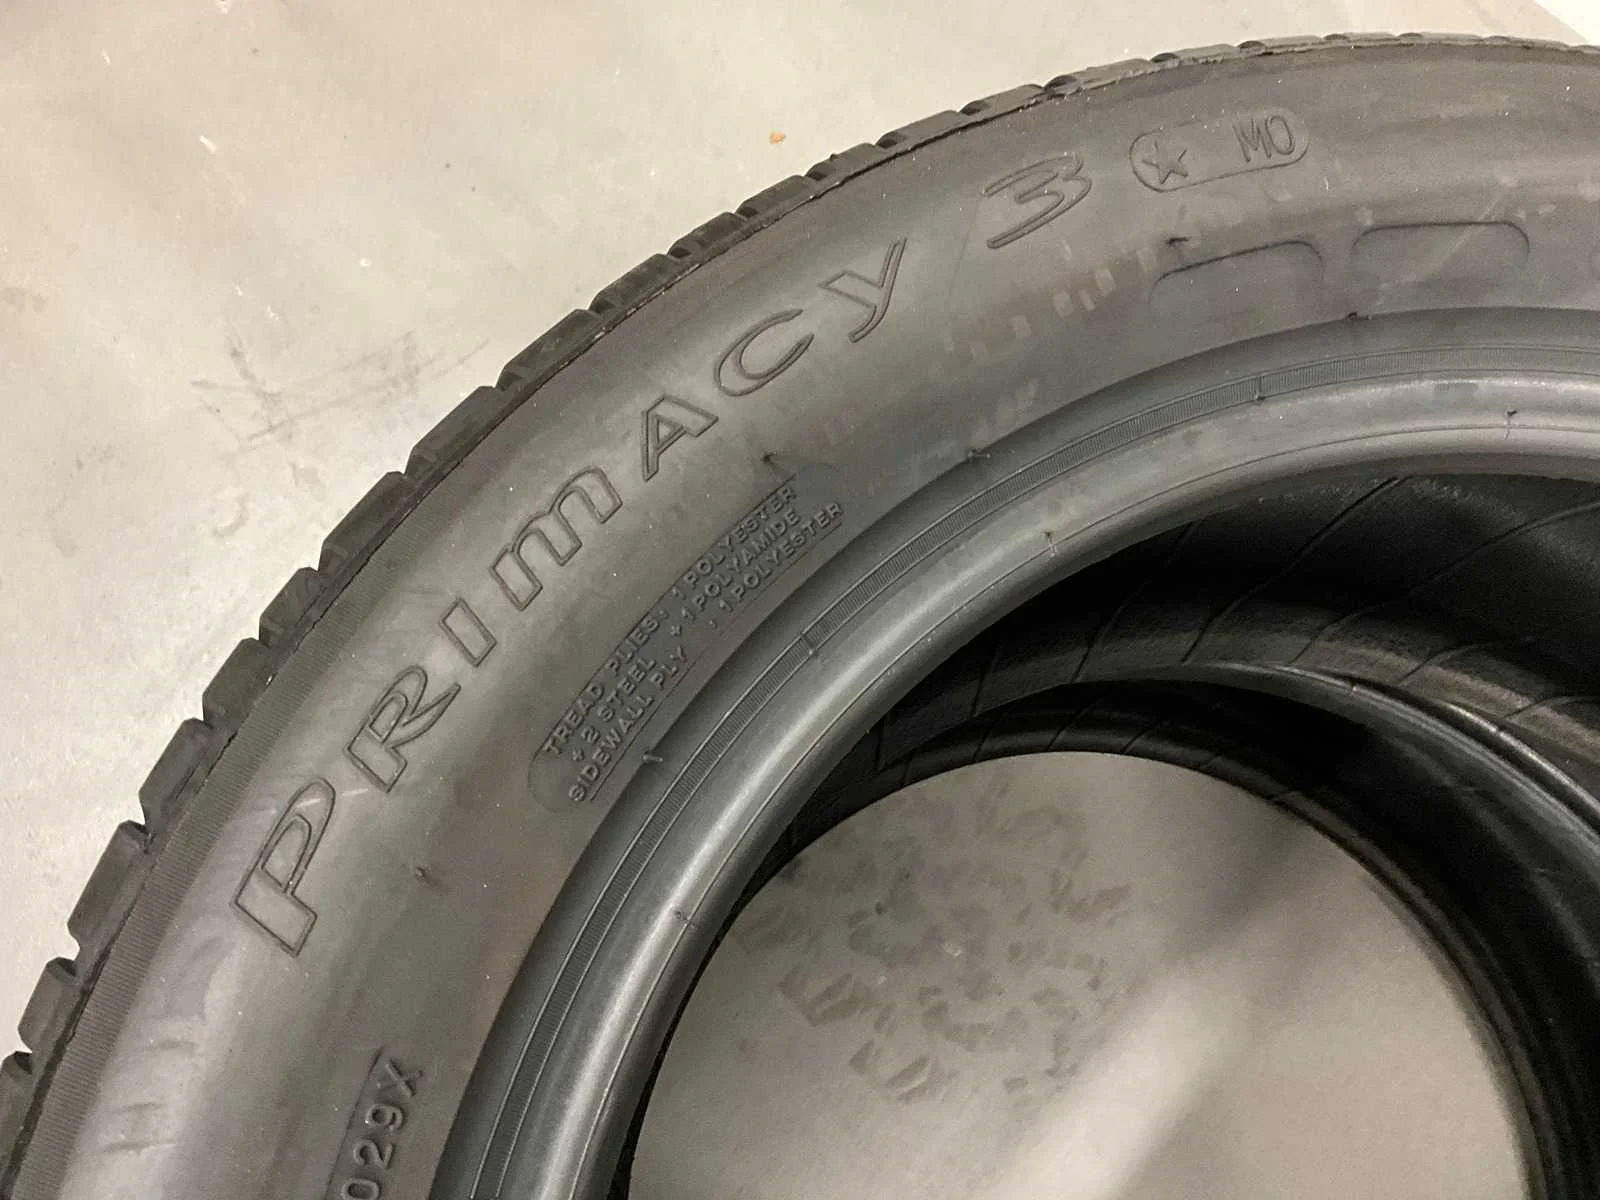 PRIMACY 3 ☆ MO
TREAD PLIES: 1 POLYESTER
+ 2 STEEL + 1 POLYAMIDE
SIDEWALL PLY : 1 POLYESTER
029X